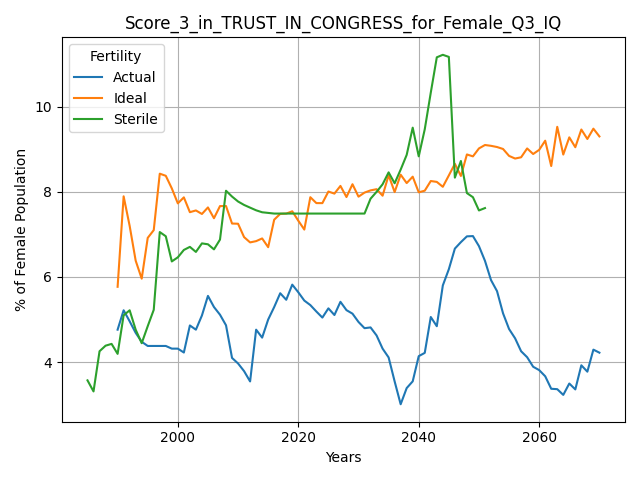 Score_3_in_TRUST_IN_CONGRESS_for_Female_Q3_IQ
Fertility
Actual
Ideal
Sterile
% of Female Population
10
8
6
4
2000
2020
2040
2060
Years